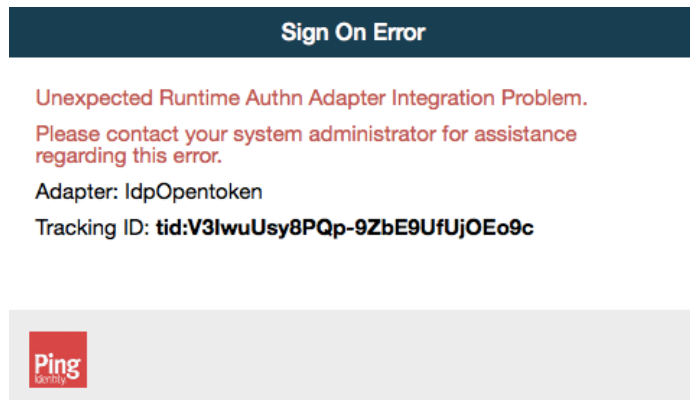 Sign On Error
Unexpected Runtime Authn Adapter Integration Problem.
Please contact your system administrator for assistance
regarding this error.
Adapter: IdpOpentoken
Tracking ID: tid:V3IwuUsy8PQp-9ZbE9UfUjOEo9c
Ping
Identity